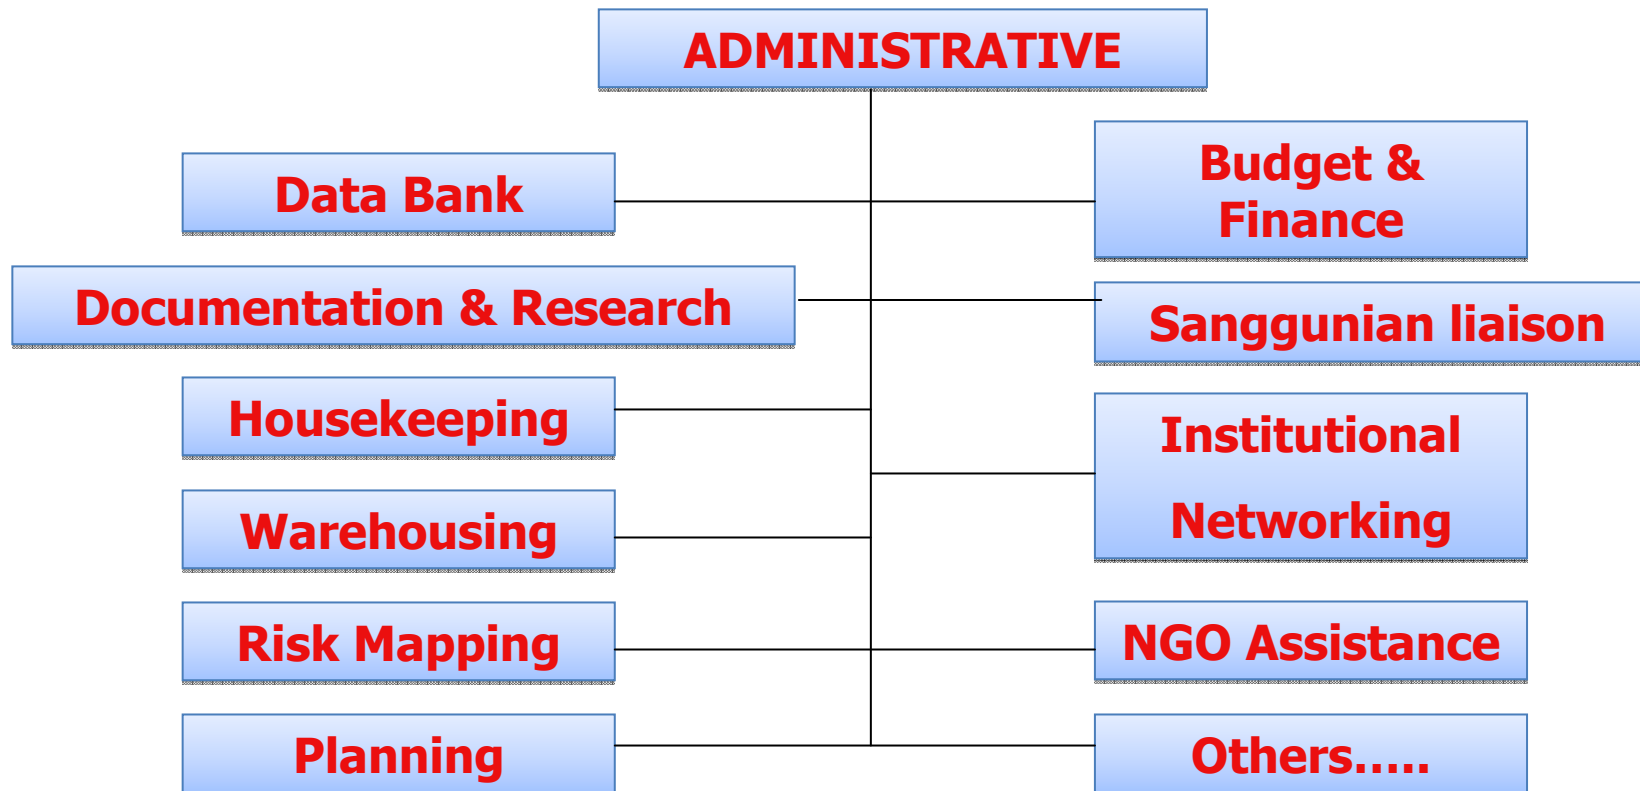 ADMINISTRATIVE
Data Bank
Budget &
Finance
Documentation & Research
Sanggunian liaison
Housekeeping
Institutional
Networking
Warehousing
Risk Mapping
NGO Assistance
Planning
Others.....